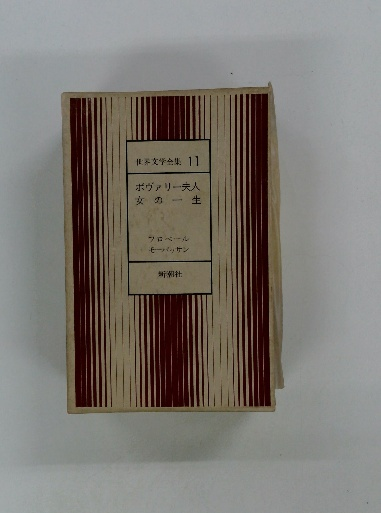 世界文学全集 11
ボヴァリー夫人
女の一生
フロベール
モーパッサン
新潮社